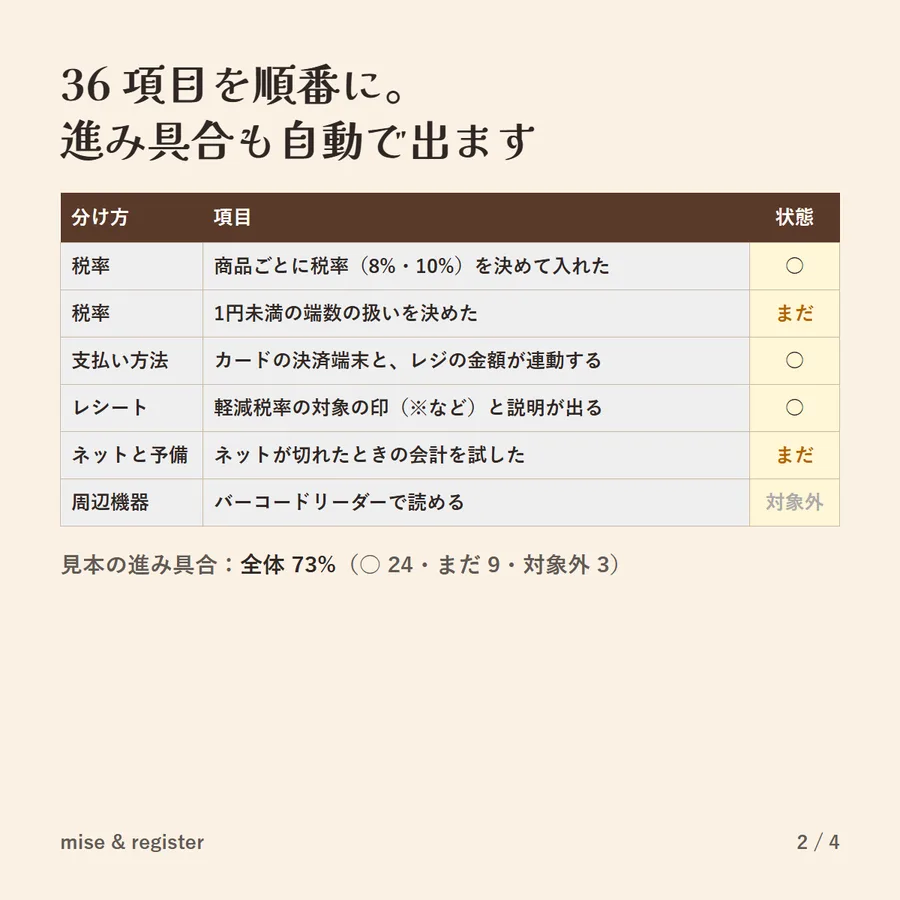 36 項目を順番に。
進み具合も自動で出ます
分け方 項目 状態
税率 商品ごとに税率（8%・10%）を決めて入れた ○
税率 1円未満の端数の扱いを決めた まだ
支払い方法 カードの決済端末と、レジの金額が連動する ○
レシート 軽減税率の対象の印（※など）と説明が出る ○
ネットと予備 ネットが切れたときの会計を試した まだ
周辺機器 バーコードリーダーで読める 対象外
見本の進み具合：全体 73%（○ 24・まだ 9・対象外 3）
mise & register 2 / 4